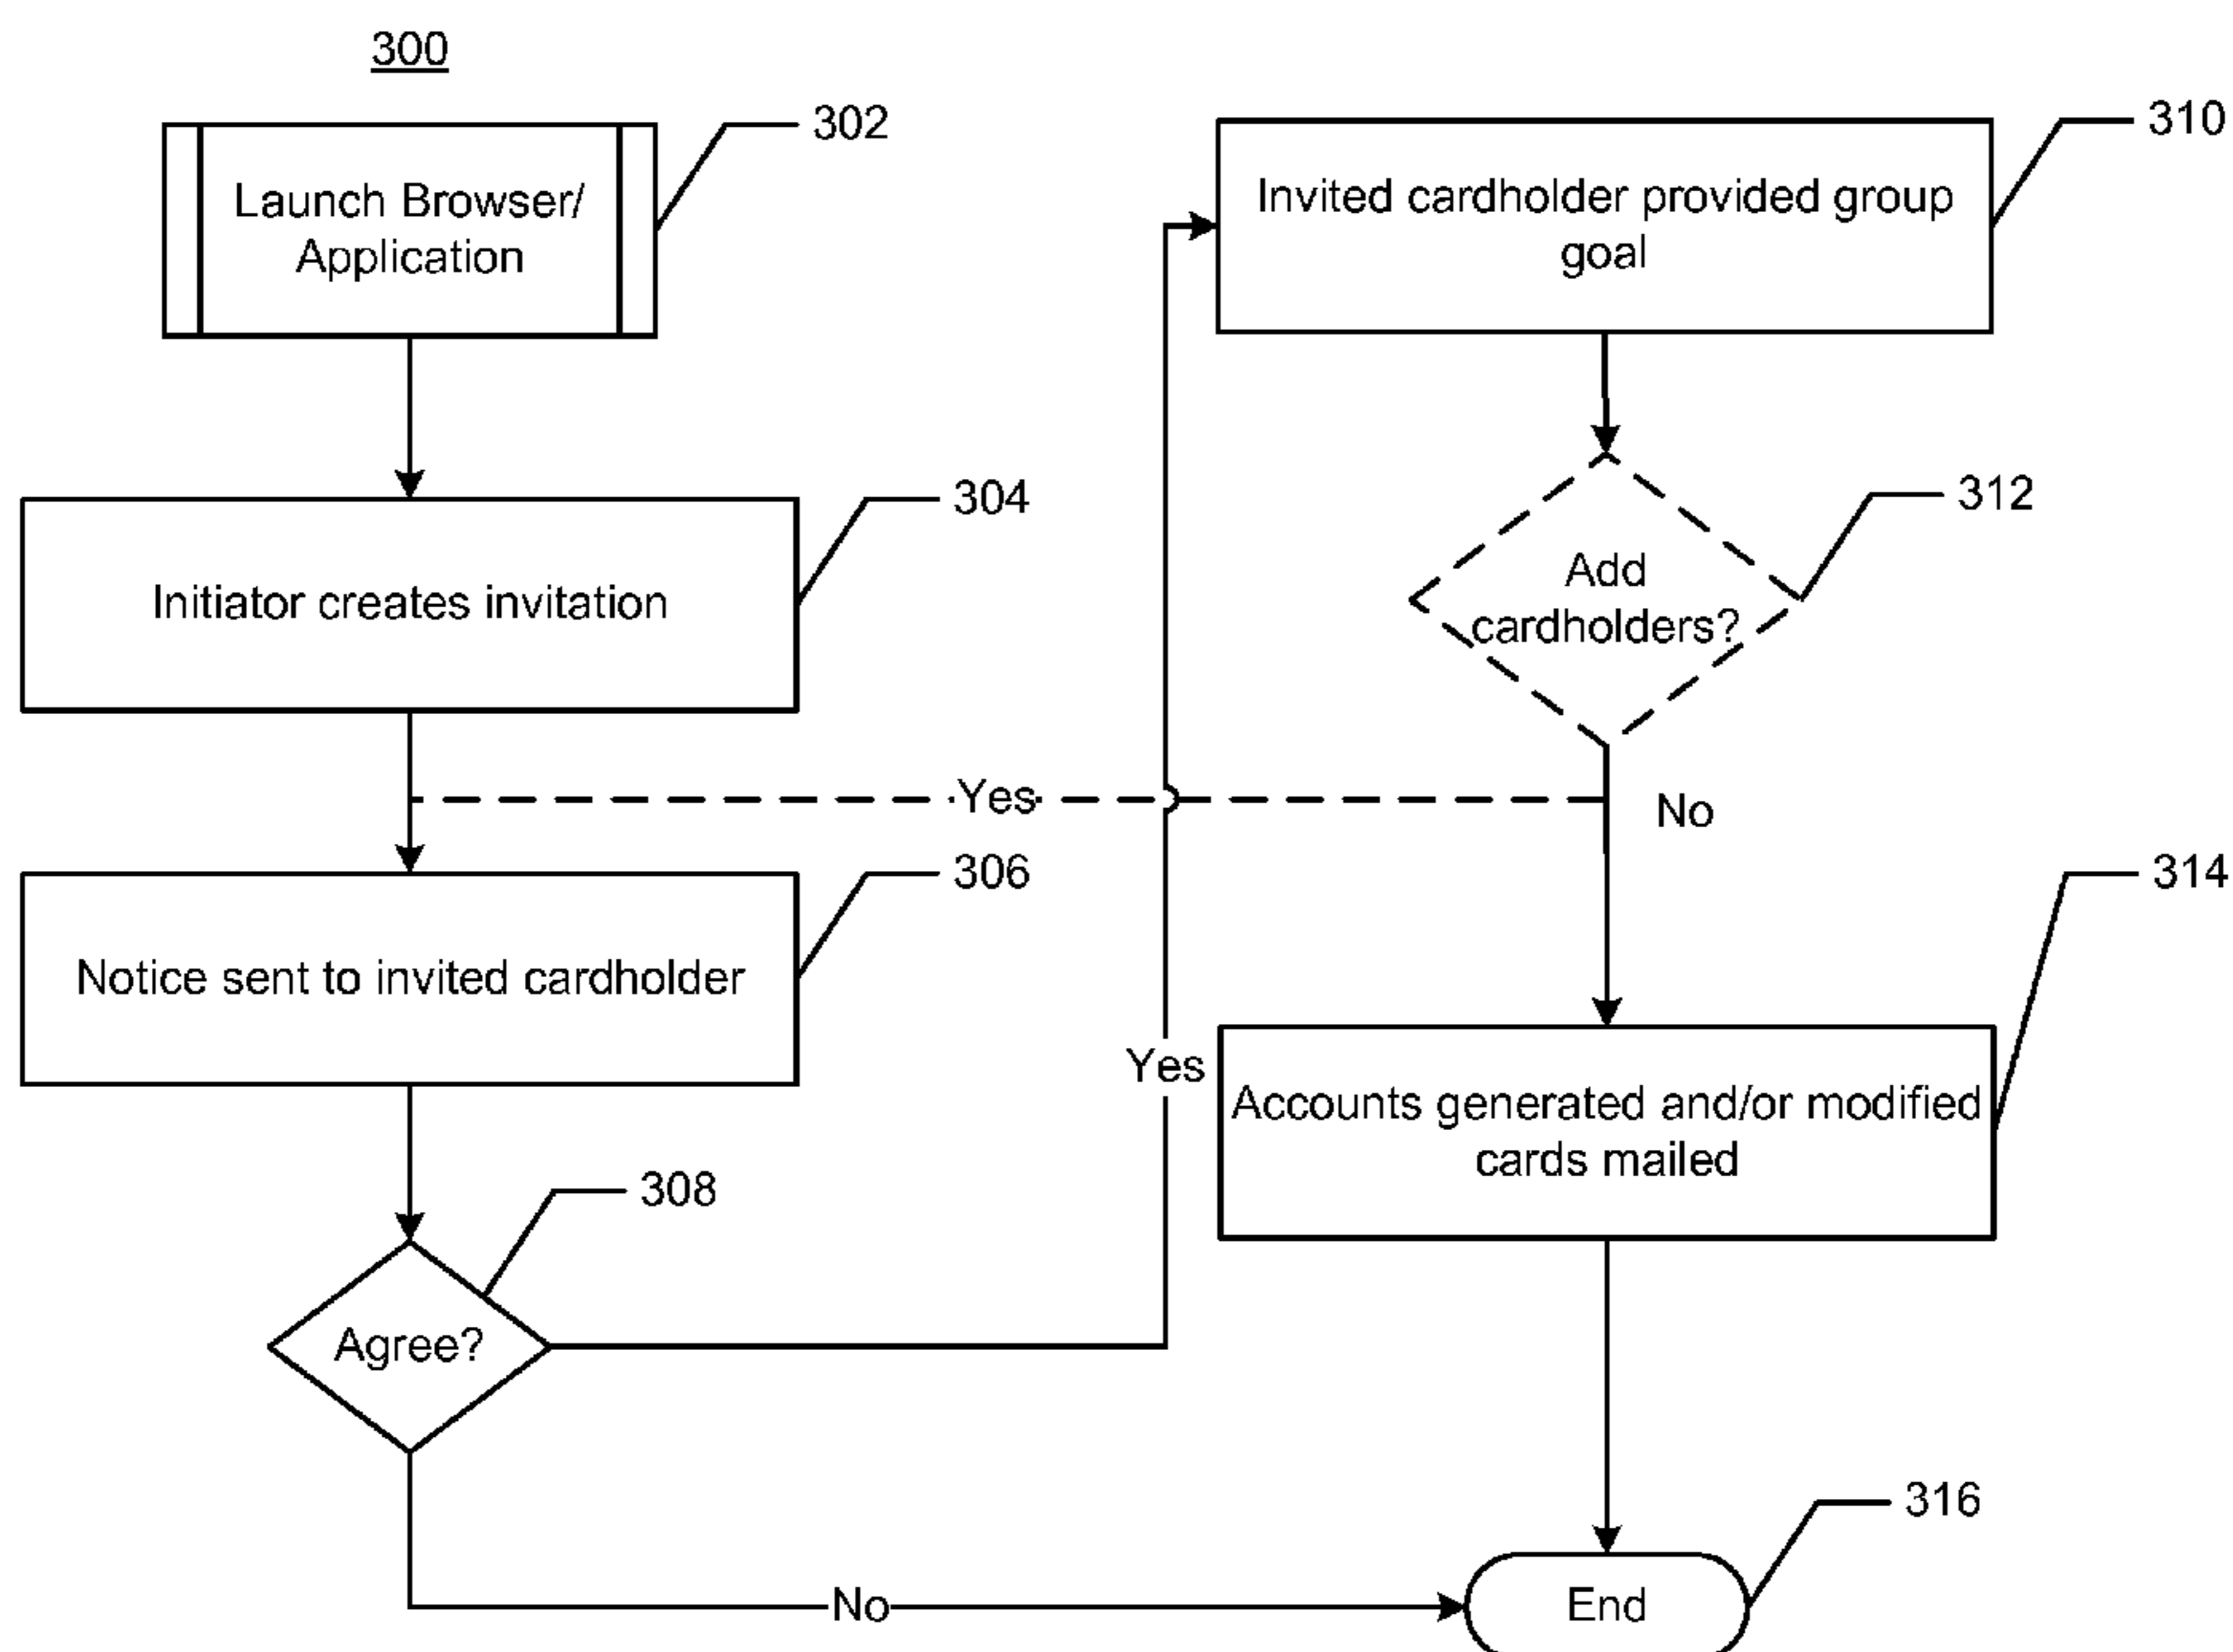 300
302
Launch Browser/
Application
304
Initiator creates invitation
306
Notice sent to invited cardholder
308
Agree?
Yes
No
310
Invited cardholder provided group
goal
312
Add
cardholders?
Yes
No
314
Accounts generated and/or modified
cards mailed
316
End